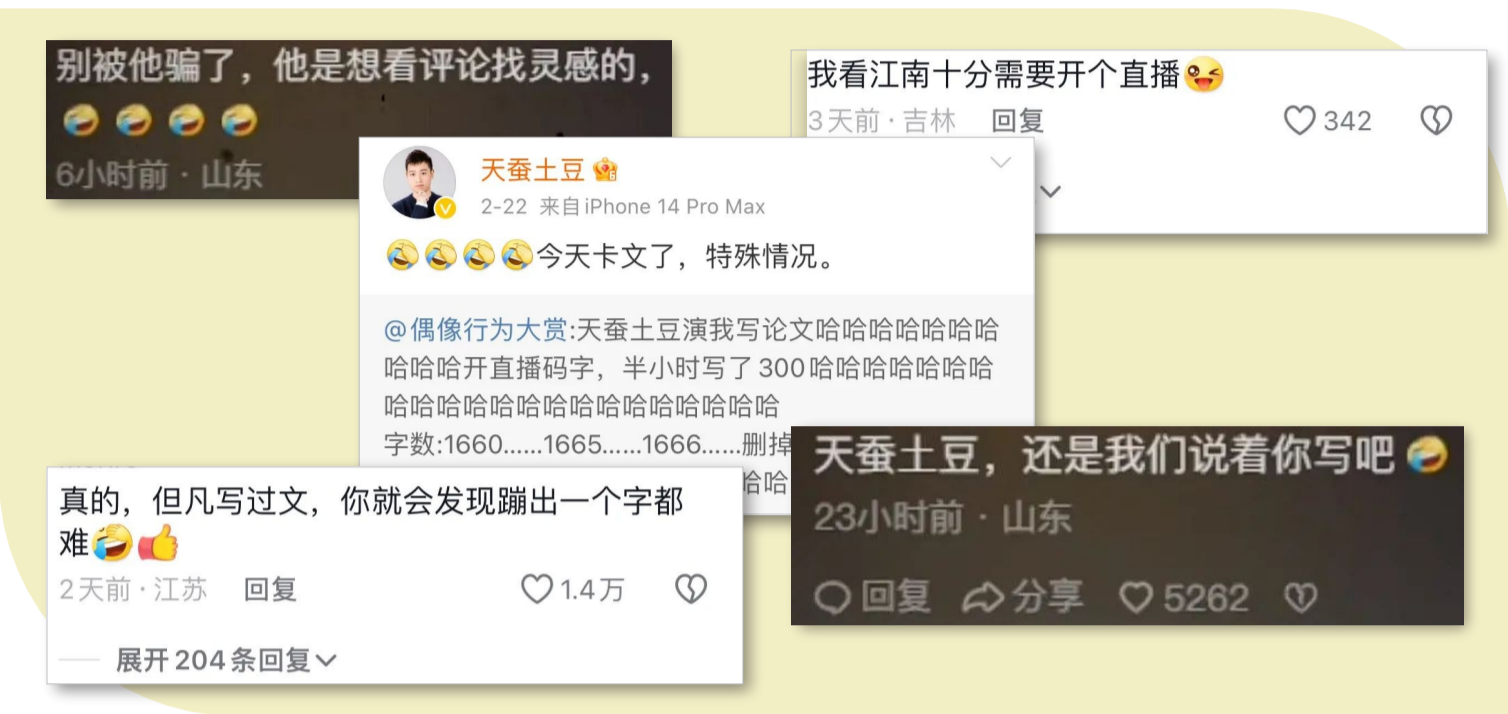 别被他骗了，他是想看评论找灵感的，
🤣🤣🤣🤣
6小时前 · 山东
我看江南十分需要开个直播😜
3天前 · 吉林 回复 342
天蚕土豆
2-22 来自iPhone 14 Pro Max
🤣🤣🤣🤣今天卡文了，特殊情况。
@偶像行为大赏:天蚕土豆演我写论文哈哈哈哈哈哈哈
哈哈哈开直播码字，半小时写了300哈哈哈哈哈哈哈
哈哈哈哈哈哈哈哈哈哈哈哈哈哈哈
字数:1660……1665……1666……删掉
哈哈
真的，但凡写过文，你就会发现蹦出一个字都
难🤣👍
2天前 · 江苏 回复 1.4万
展开204条回复
天蚕土豆，还是我们说着你写吧🤣
23小时前 · 山东
回复 分享 5262